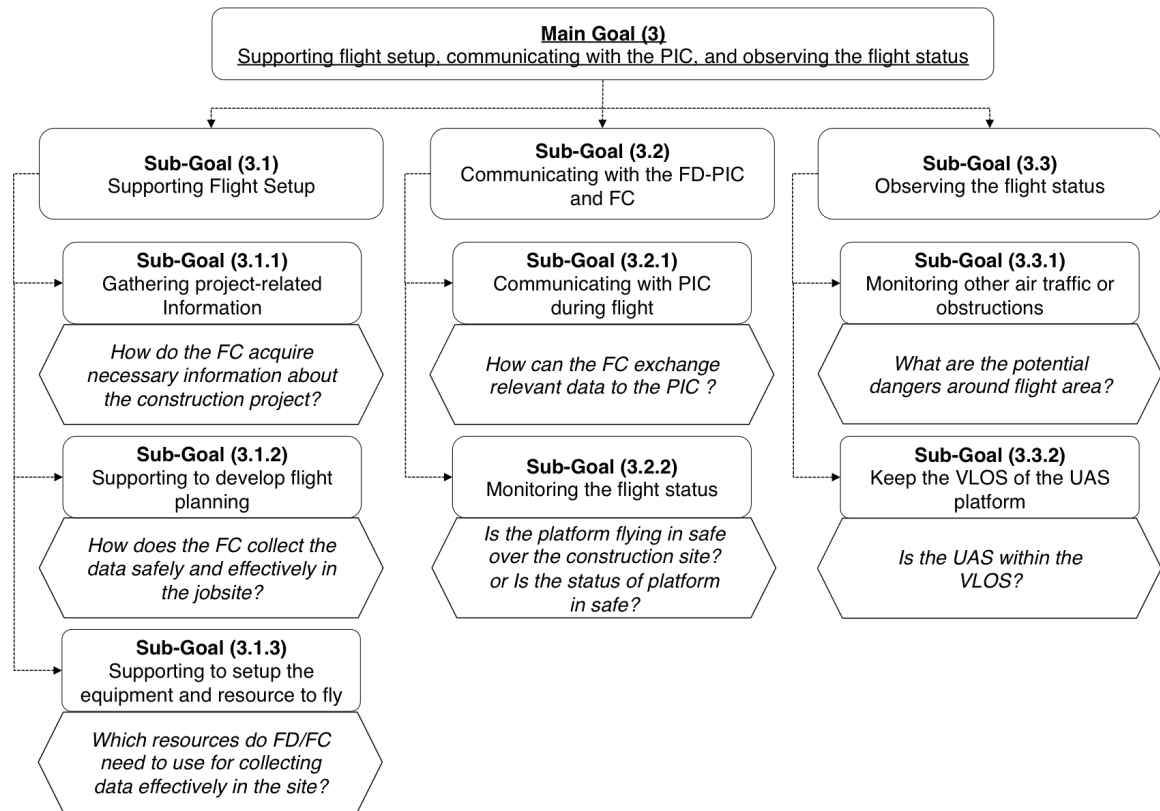 Main Goal (3)
Supporting flight setup, communicating with the PIC, and observing the flight status
Sub-Goal (3.1)
Supporting Flight Setup
Sub-Goal (3.1.1)
Gathering project-related
Information
How do the FC acquire
necessary information about
the construction project?
Sub-Goal (3.1.2)
Supporting to develop flight
planning
How does the FC collect the
data safely and effectively in
the jobsite?
Sub-Goal (3.1.3)
Supporting to setup the
equipment and resource to fly
Which resources do FD/FC
need to use for collecting
data effectively in the site?
Sub-Goal (3.2)
Communicating with the FD-PIC
and FC
Sub-Goal (3.2.1)
Communicating with PIC
during flight
How can the FC exchange
relevant data to the PIC ?
Sub-Goal (3.2.2)
Monitoring the flight status
Is the platform flying in safe
over the construction site?
or Is the status of platform
in safe?
Sub-Goal (3.3)
Observing the flight status
Sub-Goal (3.3.1)
Monitoring other air traffic or
obstructions
What are the potential
dangers around flight area?
Sub-Goal (3.3.2)
Keep the VLOS of the UAS
platform
Is the UAS within the
VLOS?